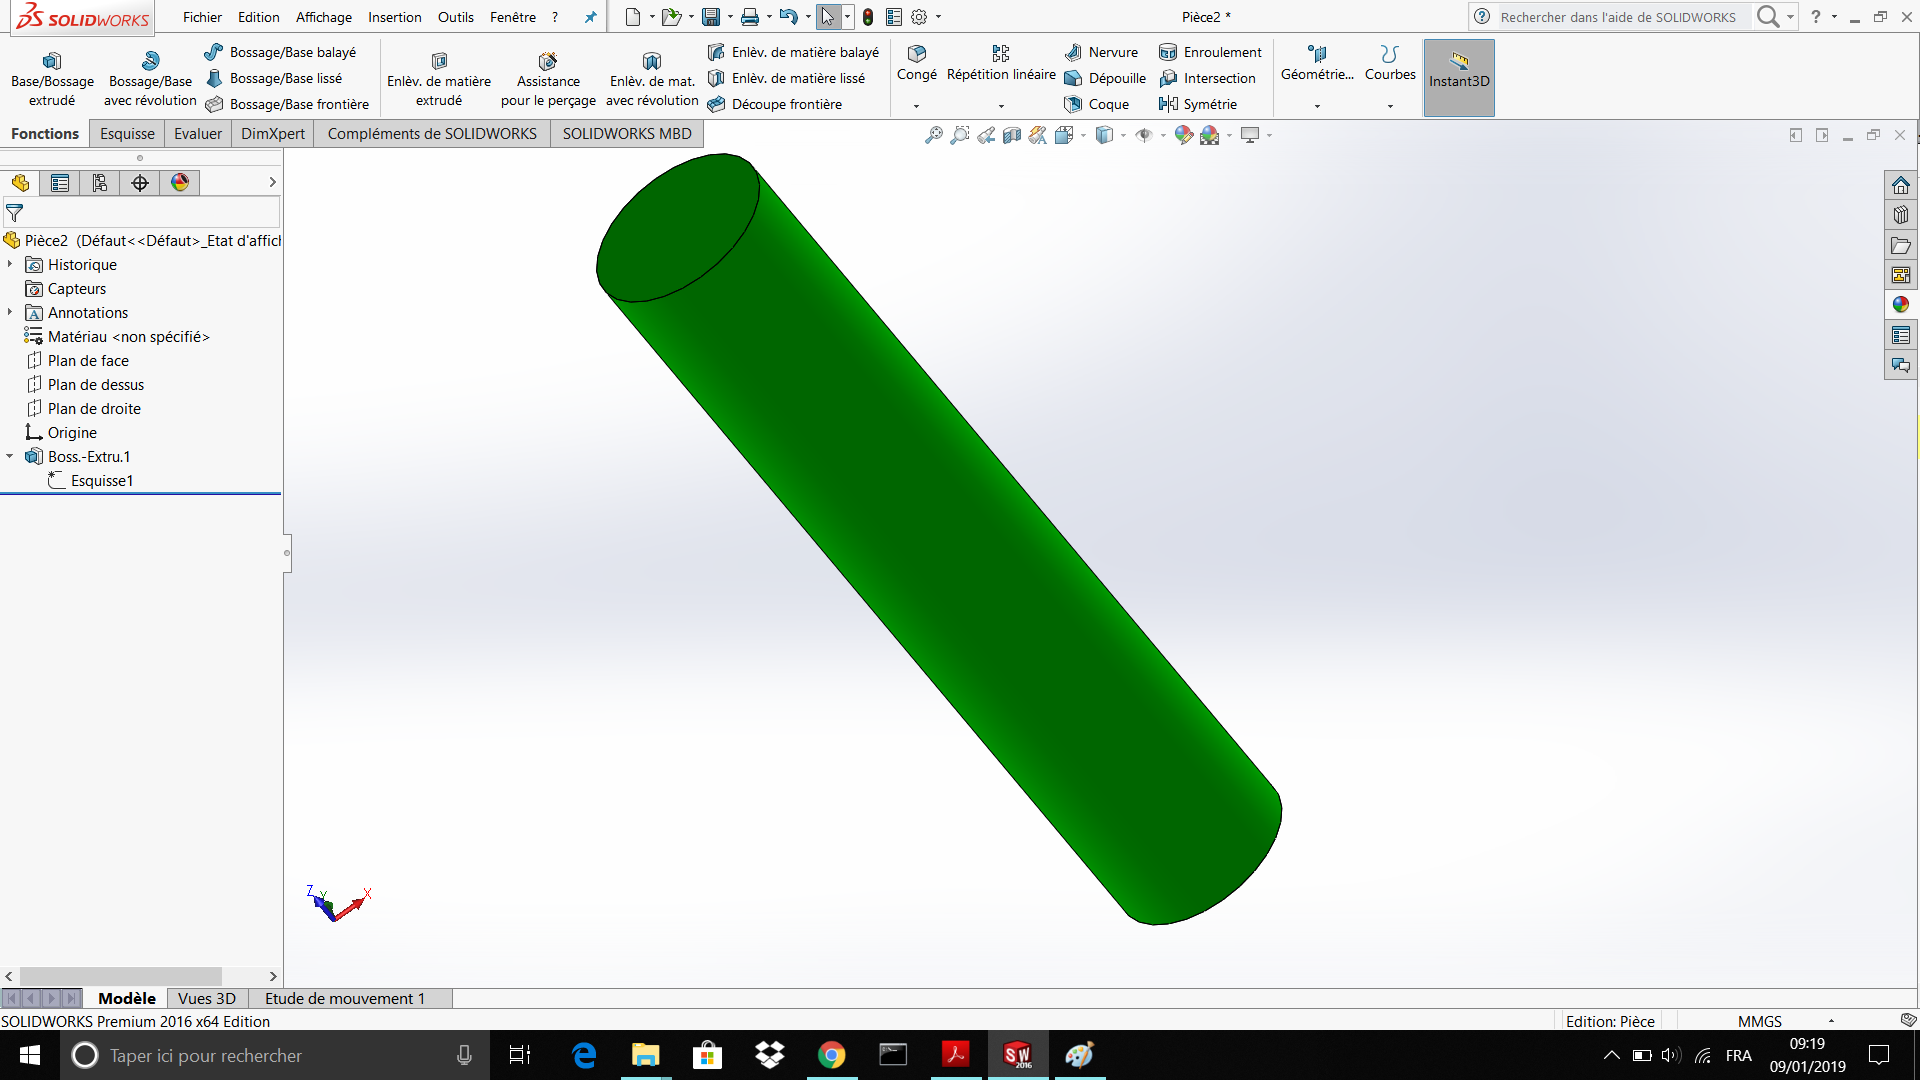 SOLIDWORKS Fichier Edition Affichage Insertion Outils Fenêtre ? Pièce2 * Rechercher dans l'aide de SOLIDWORKS ?
Base/Bossage extrudé
Bossage/Base avec révolution
Bossage/Base balayé
Bossage/Base lissé
Bossage/Base frontière
Enlèv. de matière extrudé
Assistance pour le perçage
Enlèv. de mat. avec révolution
Enlèv. de matière balayé
Enlèv. de matière lissé
Découpe frontière
Congé
Répétition linéaire
Nervure
Dépouille
Coque
Enroulement
Intersection
Symétrie
Géométrie...
Courbes
Instant3D
Fonctions Esquisse Evaluer DimXpert Compléments de SOLIDWORKS SOLIDWORKS MBD
Pièce2 (Défaut<<Défaut>_Etat d'affich
Historique
Capteurs
A Annotations
Matériau <non spécifié>
Plan de face
Plan de dessus
Plan de droite
Origine
Boss.-Extru.1
Esquisse1
Z Y X
Modèle Vues 3D Etude de mouvement 1
SOLIDWORKS Premium 2016 x64 Edition Edition: Pièce MMGS
Taper ici pour rechercher SW 2016 FRA 09:19
09/01/2019